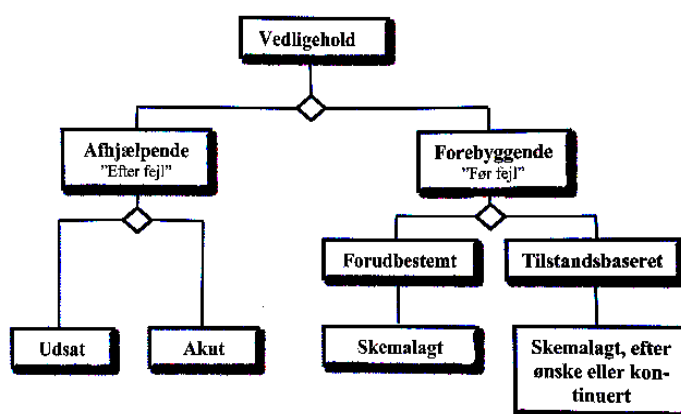 Vedligehold
Afhjælpende
"Efter fejl"
Forebyggende
"Før fejl"
Forudbestemt
Tilstandsbaseret
Udsat
Akut
Skemalagt
Skemalagt, efter
ønske eller kon-
tinuert